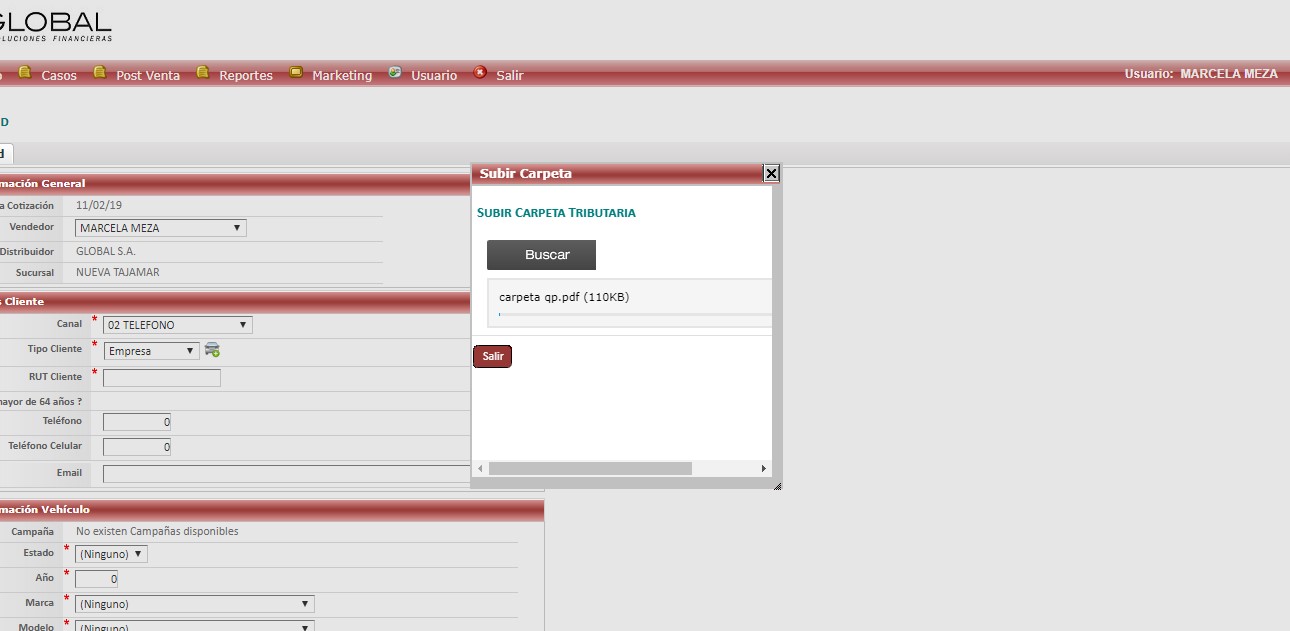 GLOBAL
LUCIONES FINANCIERAS
Casos Post Venta Reportes Marketing Usuario Salir Usuario: MARCELA MEZA
D
d
mación General
a Cotización 11/02/19
Vendedor MARCELA MEZA
Distribuidor GLOBAL S.A.
Sucursal NUEVA TAJAMAR
s Cliente
Canal * 02 TELEFONO
Tipo Cliente * Empresa
RUT Cliente *
mayor de 64 años ?
Teléfono 0
Teléfono Celular 0
Email
mación Vehículo
Campaña No existen Campañas disponibles
Estado * (Ninguno)
Año * 0
Marca * (Ninguno)
Modelo * (Ninguno)
Subir Carpeta
SUBIR CARPETA TRIBUTARIA
Buscar
carpeta qp.pdf (110KB)
Salir